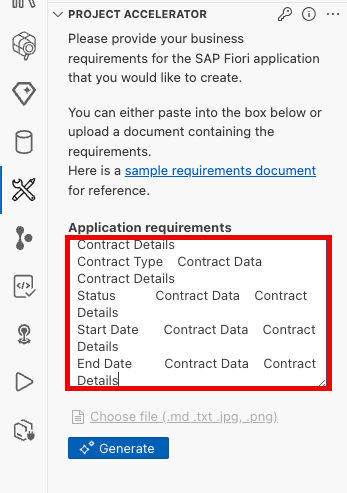 PROJECT ACCELERATOR
Please provide your business
requirements for the SAP Fiori application
that you would like to create.
You can either paste into the box below or
upload a document containing the
requirements.
Here is a sample requirements document
for reference.
Application requirements
Contract Details
Contract Type Contract Data
Contract Details
Status Contract Data Contract
Details
Start Date Contract Data Contract
Details
End Date Contract Data Contract
Details
Choose file (.md .txt .jpg, .png)
Generate